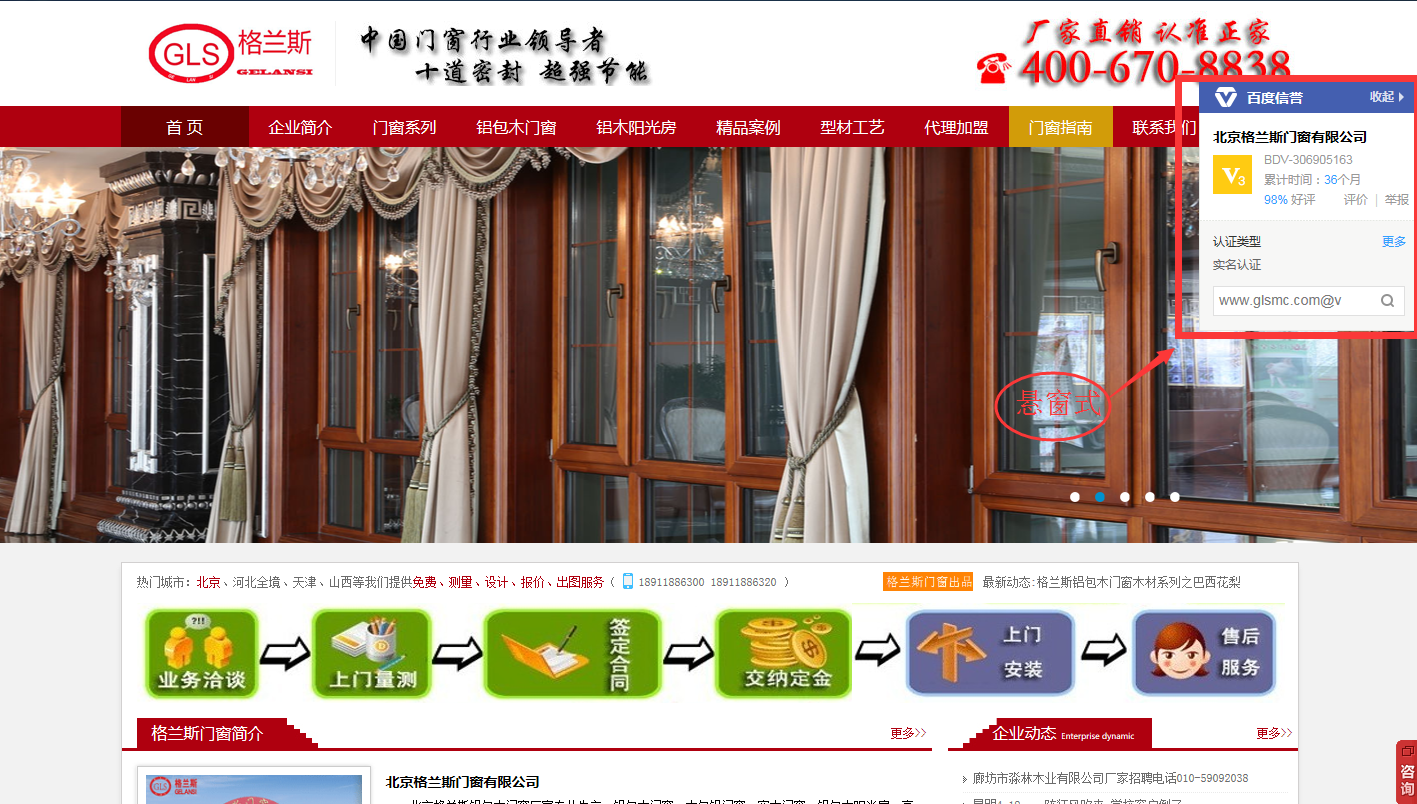 GLS
GE LAN SI
格兰斯
GELANSI
中国门窗行业领导者
十道密封 超强节能
厂家直销 认准正家
400-670-8838
首 页
企业简介
门窗系列
铝包木门窗
铝木阳光房
精品案例
型材工艺
代理加盟
门窗指南
联系我们
百度信誉
收起
北京格兰斯门窗有限公司
V3
BDV-306905163
累计时间：36个月
98% 好评 评价 | 举报
认证类型 更多
实名认证
www.glsmc.com@v
悬窗式
热门城市：北京、河北全境、天津、山西等我们提供免费、测量、设计、报价、出图服务（ 18911886300 18911886320 ）
格兰斯门窗出品
最新动态:格兰斯铝包木门窗木材系列之巴西花梨
?!!
业务洽谈
上门量测
签定合同
交纳定金
上门
安装
售后
服务
格兰斯门窗简介
更多>>
企业动态 Enterprise dynamic
更多>>
格兰斯
GELANSI
北京格兰斯门窗有限公司
廊坊市淼林木业有限公司厂家招聘电话010-59092038
咨询